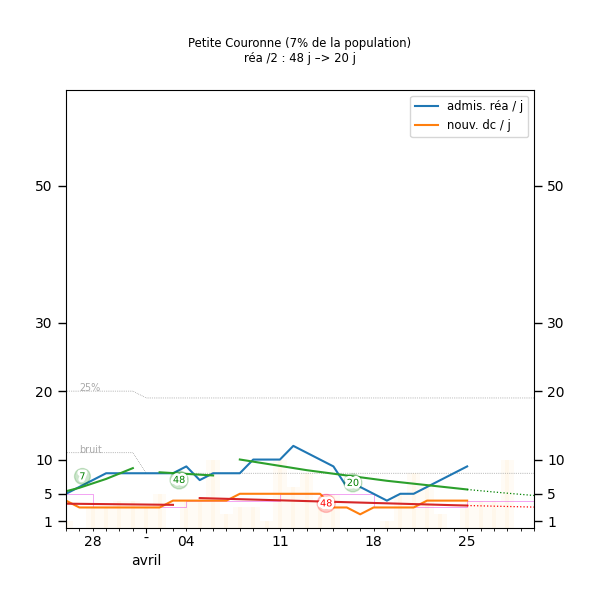 Petite Couronne (7% de la population)
réa /2 : 48 j –> 20 j
admis. réa / j
nouv. dc / j
50 50
30 30
20 20
25%
bruit
10 10
7
48
20
5 5
48
1 1
28 - 04 11 18 25
avril